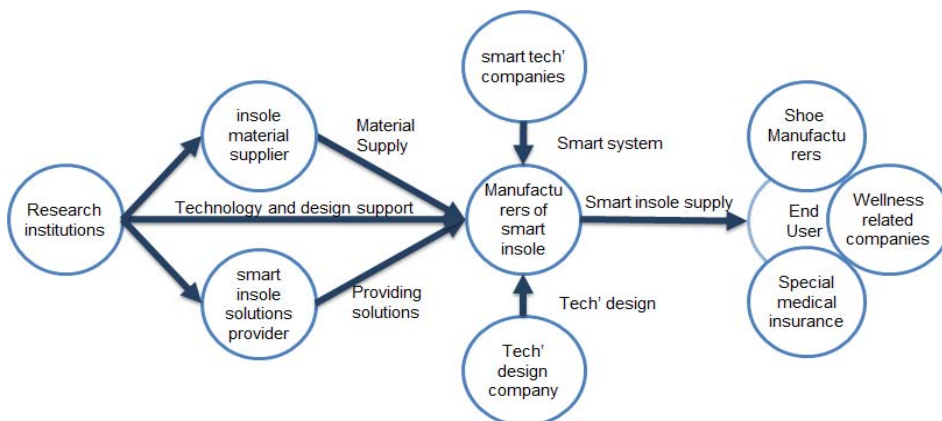 smart tech'
companies
insole
material
supplier
Material
Supply
Smart system
Shoe
Manufactu
rers
Research
institutions
Technology and design support
Manufactu
rers of
smart
insole
Smart insole supply
End
User
Wellness
related
companies
smart
insole
solutions
provider
Providing
solutions
Tech' design
Special
medical
insurance
Tech'
design
company